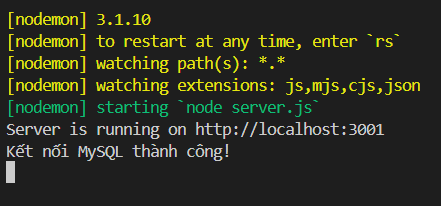 [nodemon] 3.1.10
[nodemon] to restart at any time, enter `rs`
[nodemon] watching path(s): *.*
[nodemon] watching extensions: js,mjs,cjs,json
[nodemon] starting `node server.js`
Server is running on http://localhost:3001
Kết nối MySQL thành công!